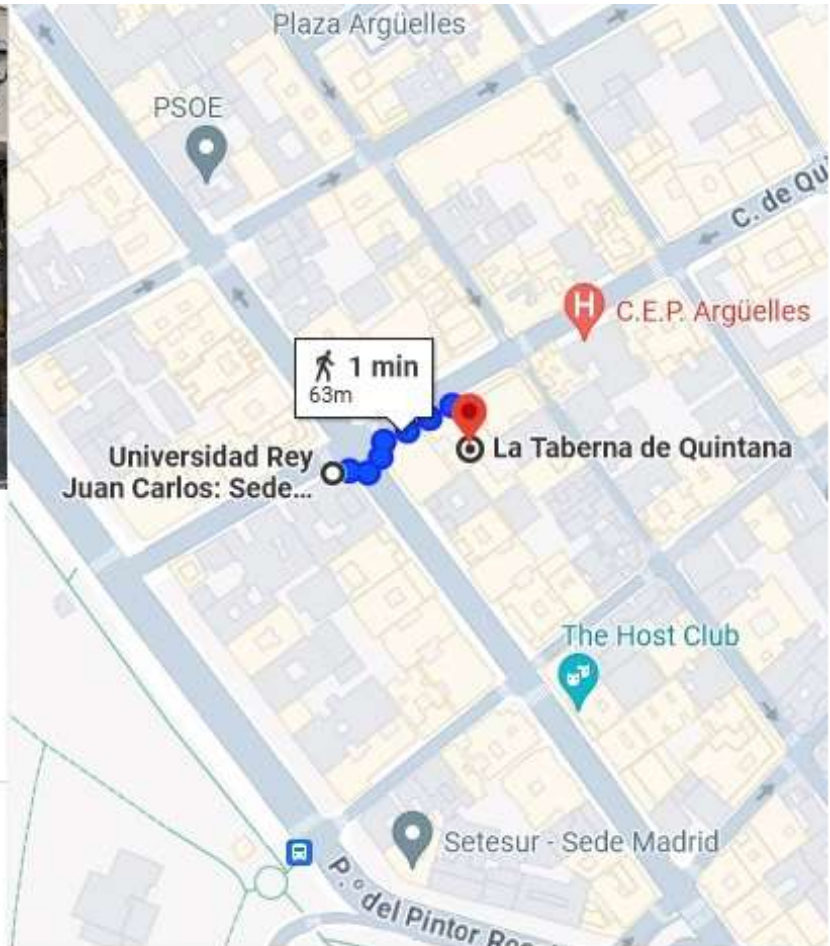 Plaza Argüelles
PSOE
C. de Qu
C.E.P. Argüelles
1 min
63m
Universidad Rey
Juan Carlos: Sede...
La Taberna de Quintana
The Host Club
Setesur - Sede Madrid
P.º del Pintor Ros